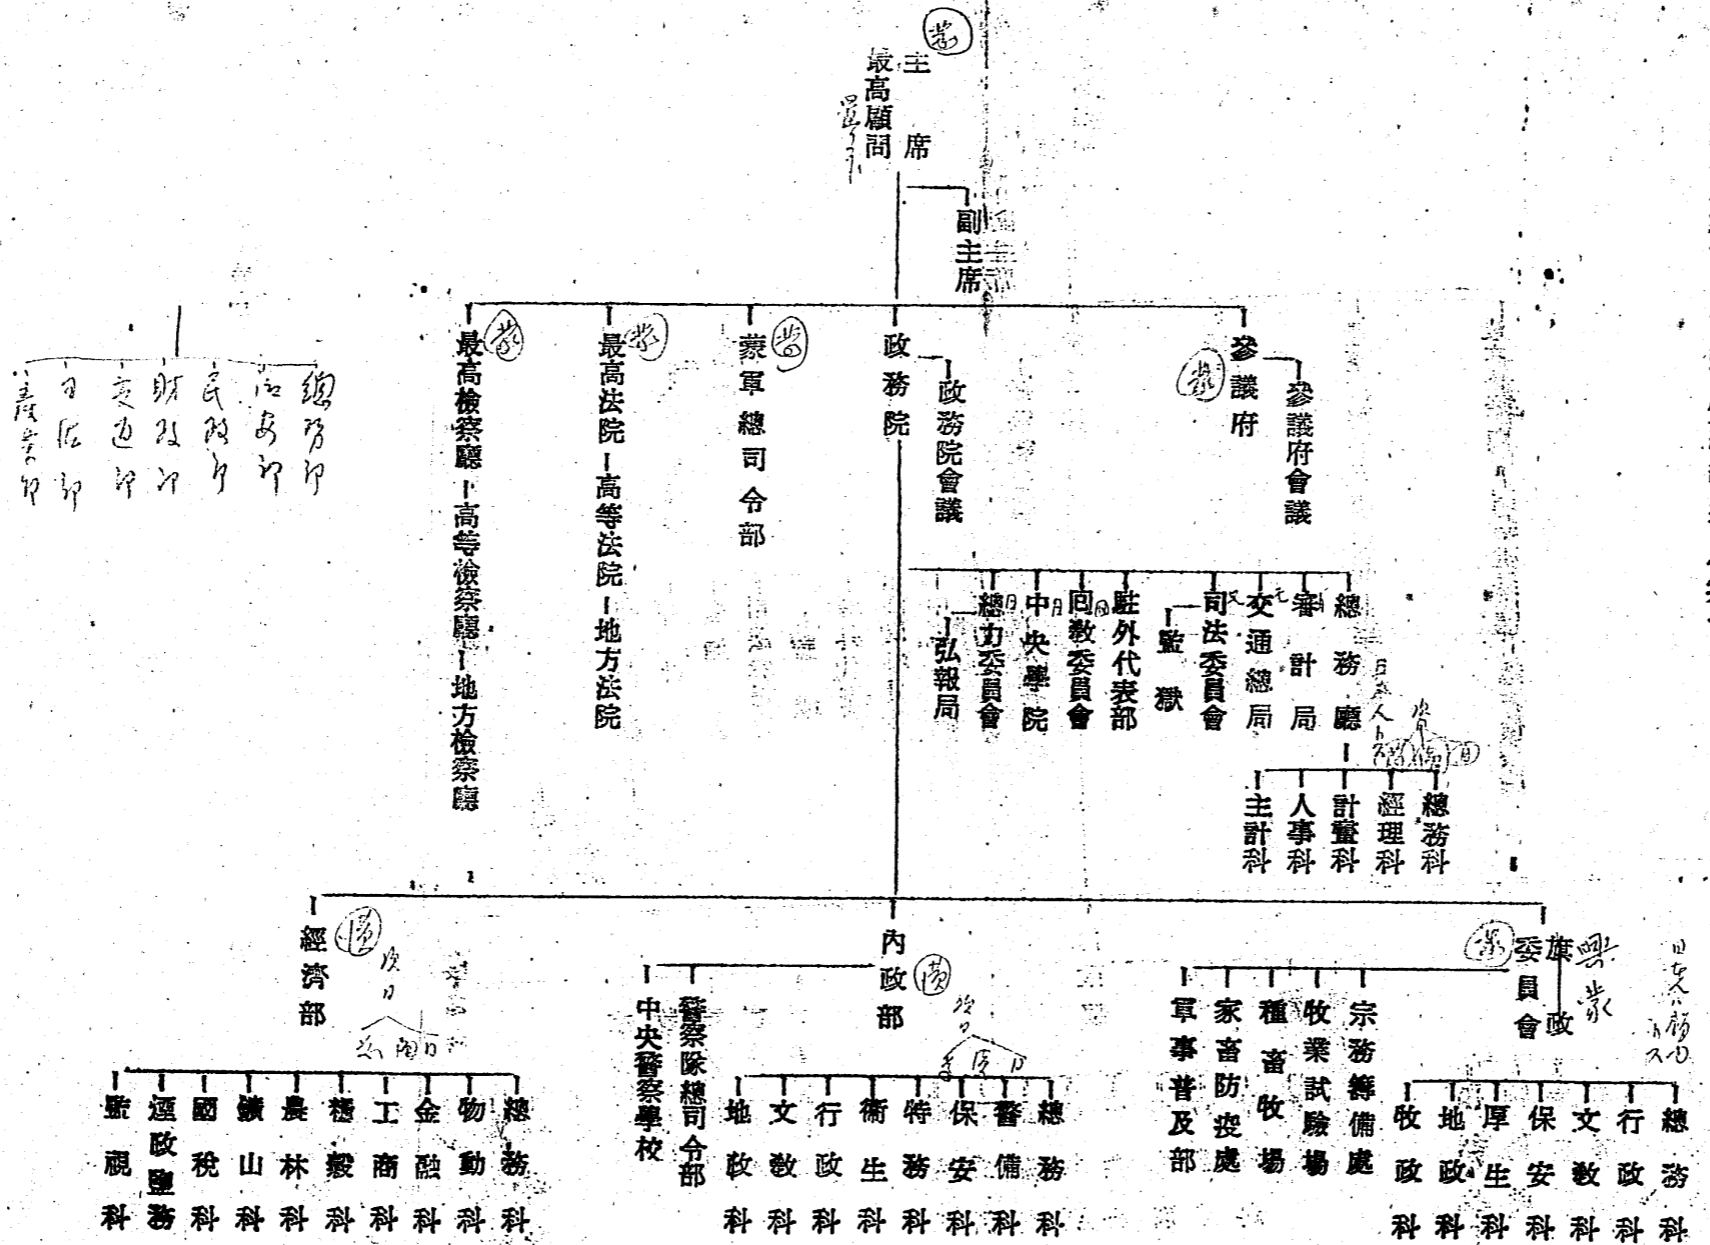 主席
最高顧問
副主席
參議府會議
參議府
政務院會議
政務院
蒙軍總司令部
最高法院ー高等法院ー地方法院
最高檢察廳ー高等檢察廳ー地方檢察廳
總務部
治安部
民政部
財政部
交通部
司法部
總務廳
審計局
交通總局
司法委員會
監獄
駐外代表部
回教委員會
中央學院
總力委員會
弘報局
總務科
經理科
計畫科
人事科
主計科
旗政
委員會
興蒙
總務科
行政科
文教科
保安科
厚生科
地政科
牧政科
宗務籌備處
牧業試驗場
種畜牧場
家畜防疫處
軍事普及部
內政部
總務科
警備科
保安科
特務科
衞生科
行政科
文教科
地政科
警察隊總司令部
中央警察學校
經濟部
總務科
物動科
金融科
工商科
糧穀科
農林科
鑛山科
國稅科
監視科